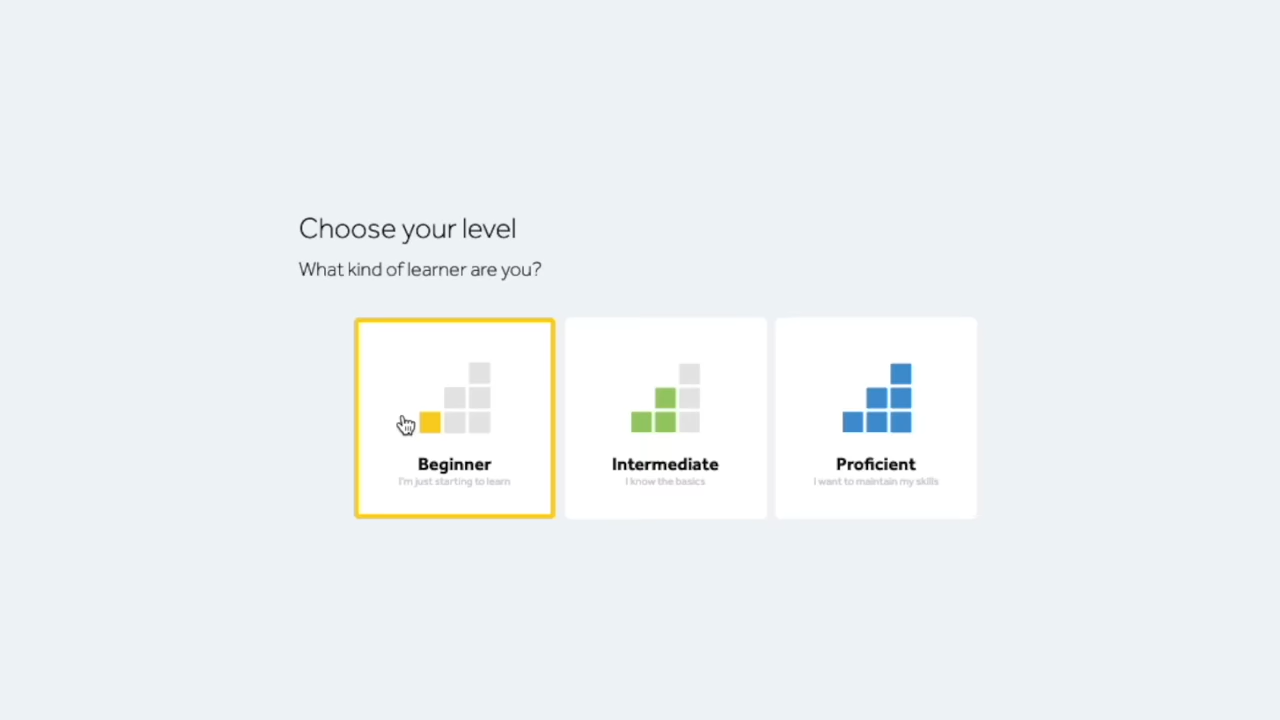 Choose your level
What kind of learner are you?
Beginner
I'm just starting to learn
Intermediate
I know the basics
Proficient
I want to maintain my skills